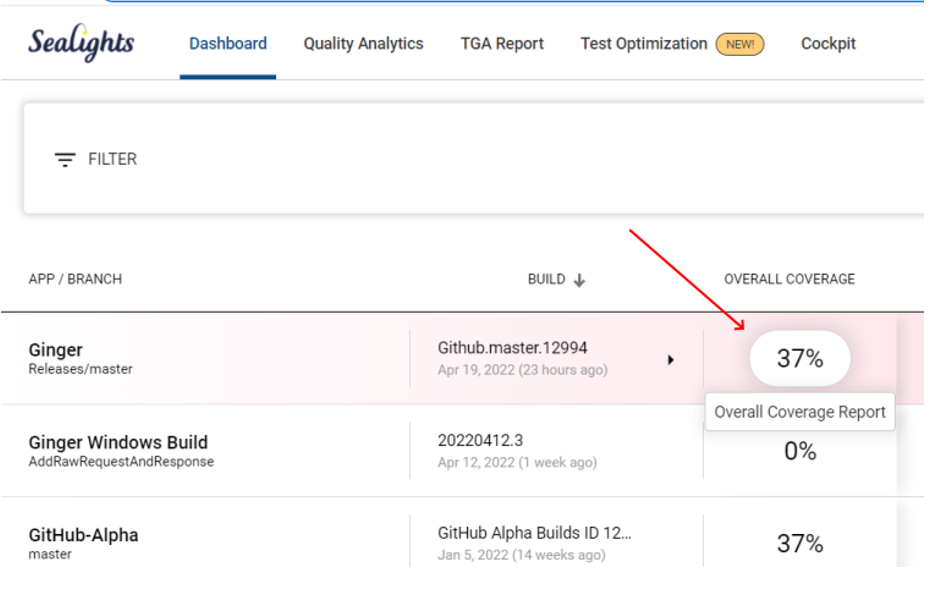 SeaLights Dashboard Quality Analytics TGA Report Test Optimization NEW! Cockpit
FILTER
APP / BRANCH BUILD OVERALL COVERAGE
Ginger Github.master.12994 37%
Releases/master Apr 19, 2022 (23 hours ago)
Overall Coverage Report
Ginger Windows Build 20220412.3 0%
AddRawRequestAndResponse Apr 12, 2022 (1 week ago)
GitHub-Alpha GitHub Alpha Builds ID 12... 37%
master Jan 5, 2022 (14 weeks ago)